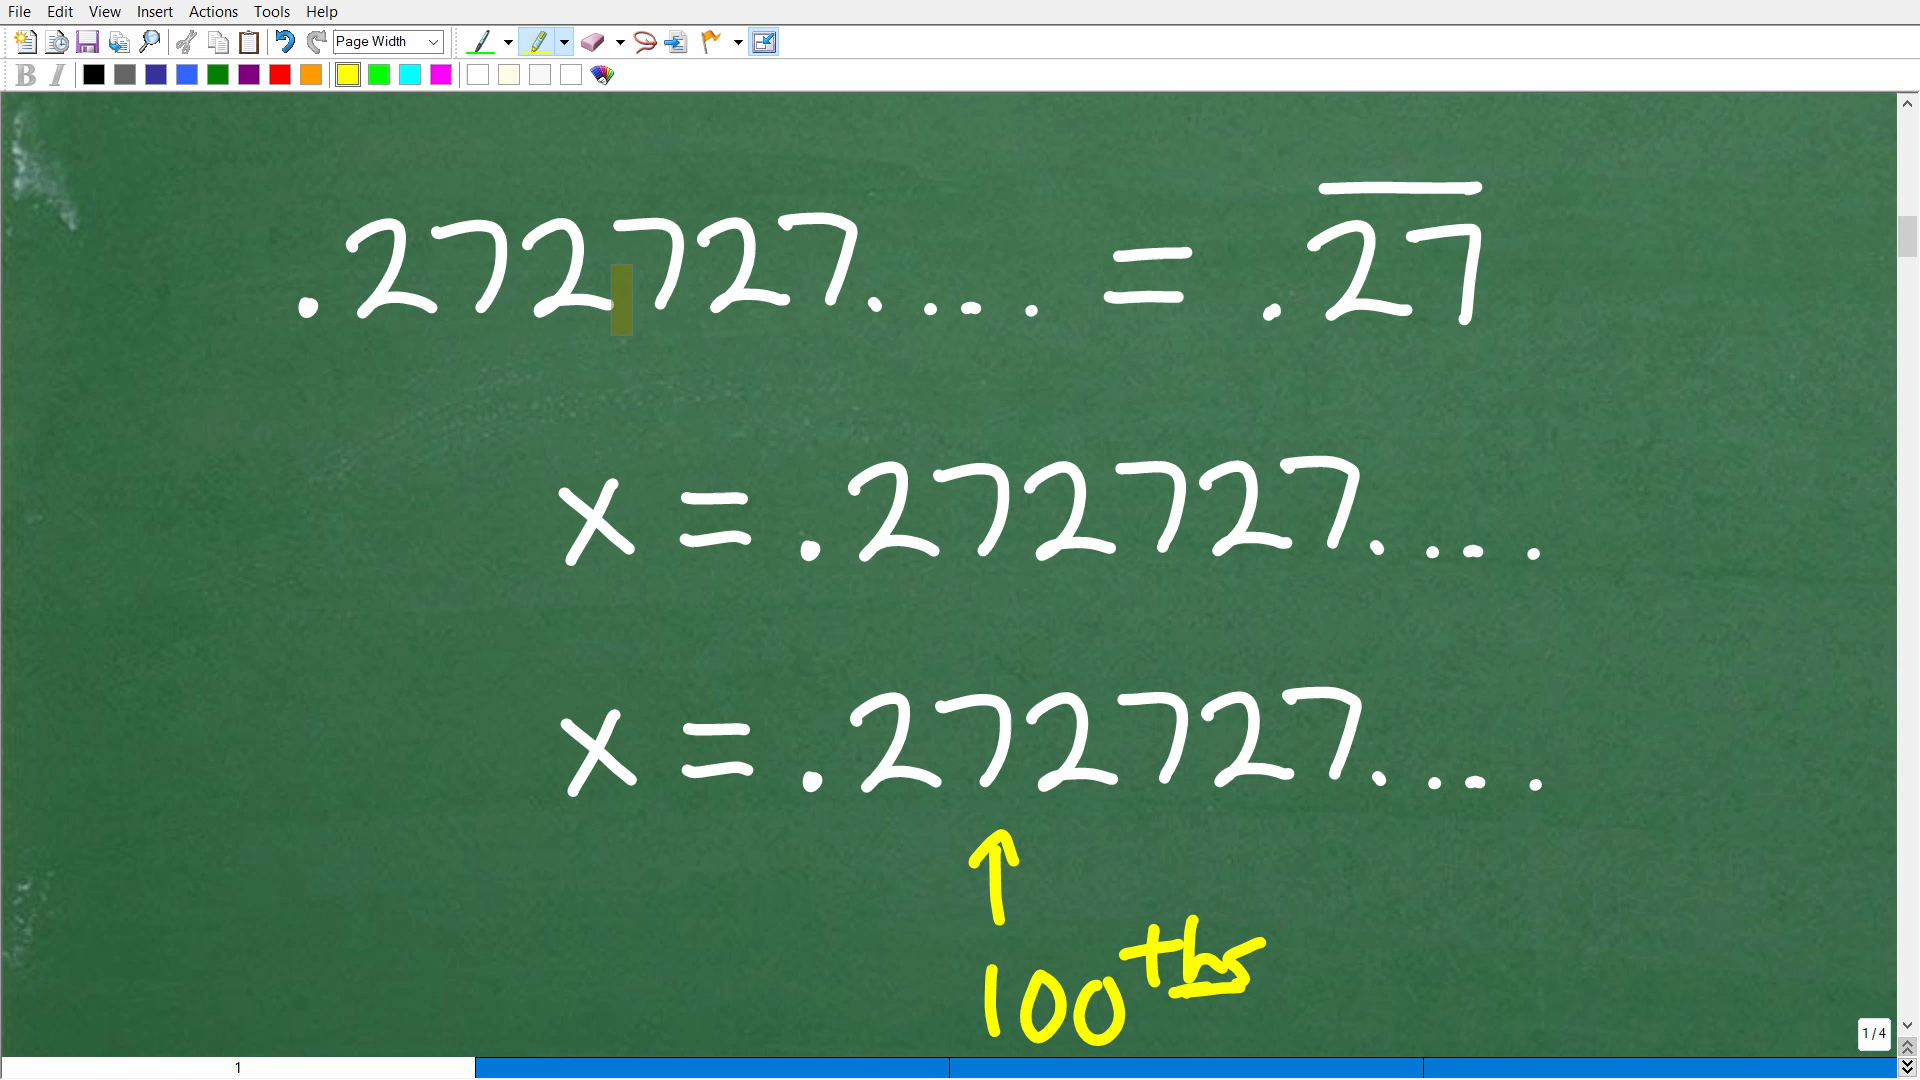 File Edit View Insert Actions Tools Help
Page Width
B I
.272727.... = .27̅
x = .272727....
x = .272727....
↑
100ths
1 / 4
1